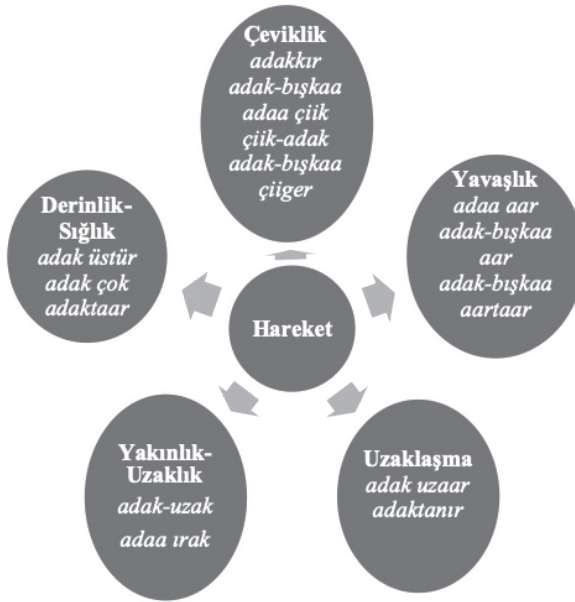 Çeviklik
adakkır
adak-bışkaa
adaa çiik
çiik-adak
adak-bışkaa
çiiger
Yavaşlık
adaa aar
adak-bışkaa
aar
adak-bışkaa
aartaar
Uzaklaşma
adak uzaar
adaktanır
Yakınlık-
Uzaklık
adak-uzak
adaa ırak
Derinlik-
Sığlık
adak üstür
adak çok
adaktaar
Hareket